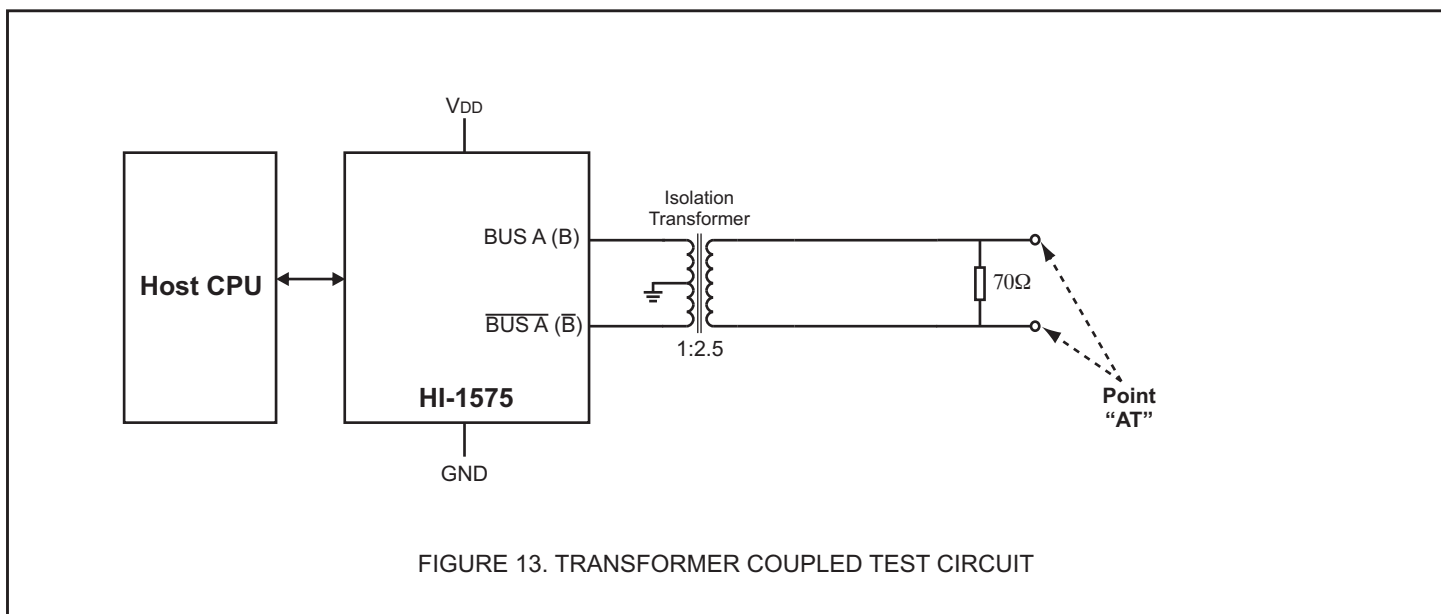 VDD
Isolation
Transformer
BUS A (B)
Host CPU
70Ω
BUS A (B)
1:2.5
HI-1575
Point
“AT”
GND
FIGURE 13. TRANSFORMER COUPLED TEST CIRCUIT